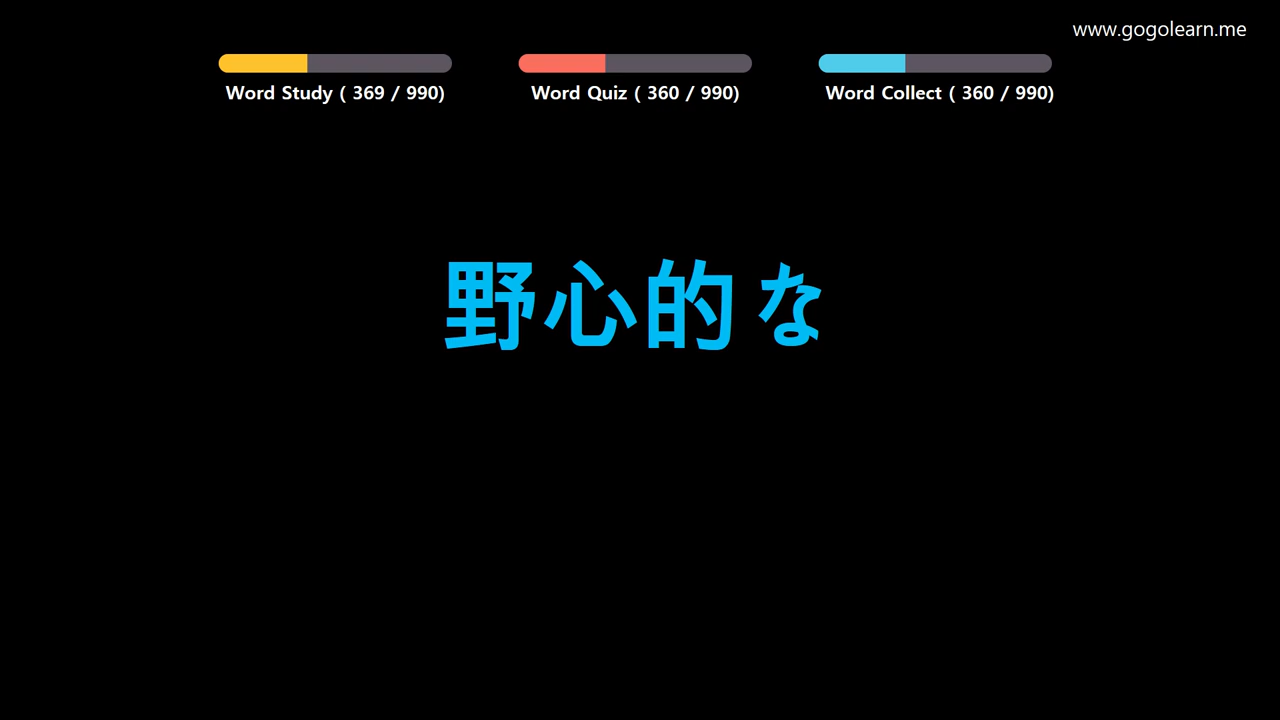 www.gogolearn.me
Word Study ( 369 / 990)
Word Quiz ( 360 / 990)
Word Collect ( 360 / 990)
野心的な